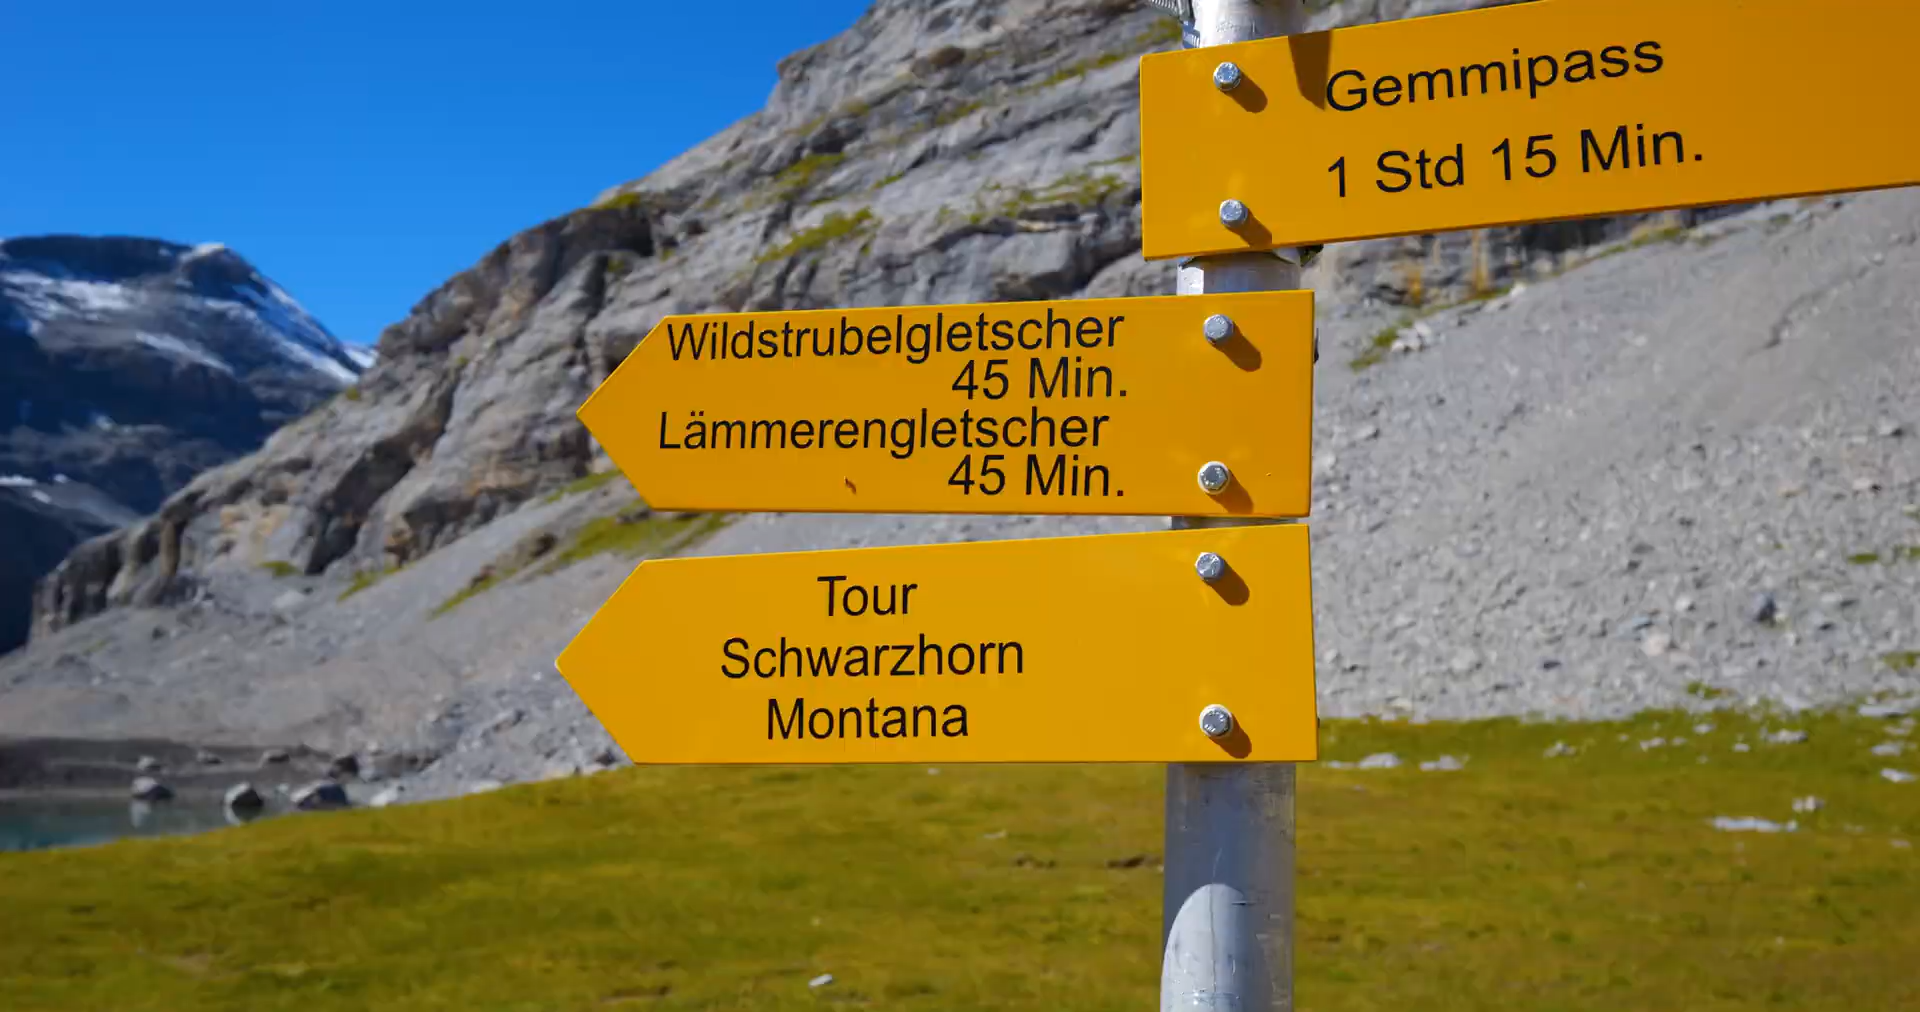 Gemmipass
1 Std 15 Min.
Wildstrubelgletscher
45 Min.
Lämmerengletscher
45 Min.
Tour
Schwarzhorn
Montana